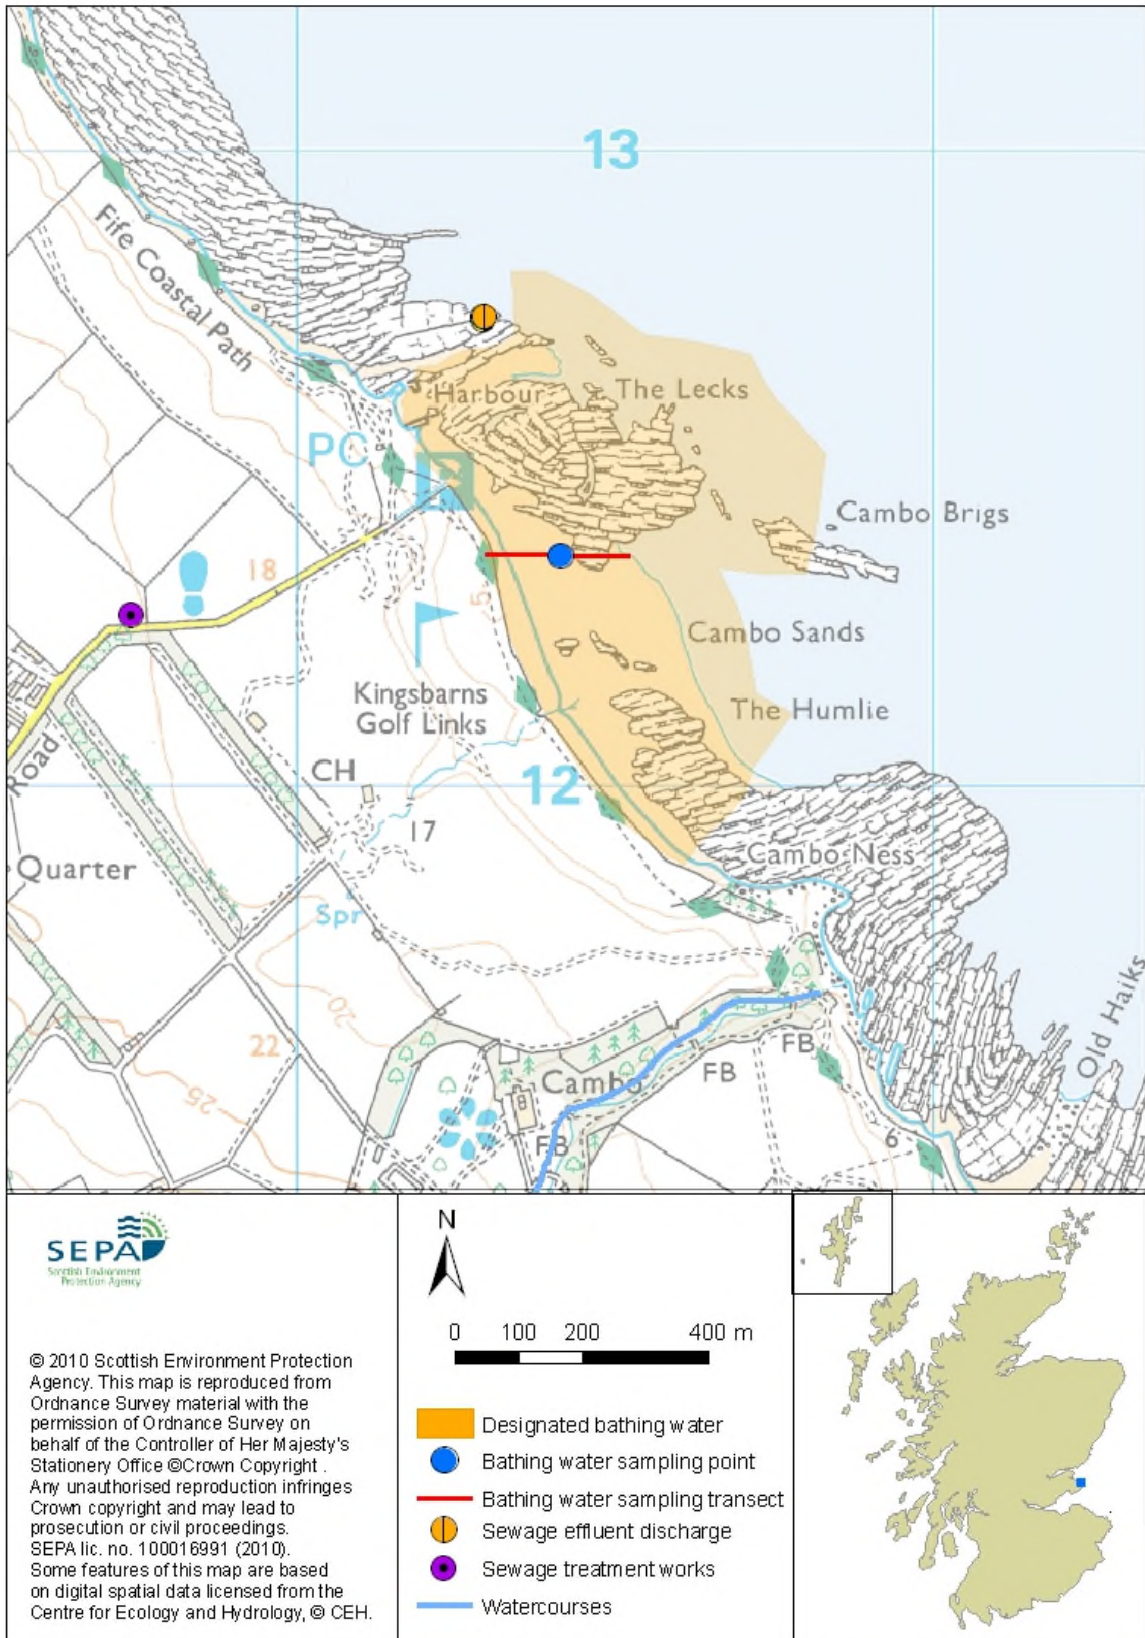 13
Fife Coastal Path
Harbour
The Lecks
PC
Cambo Brigs
18
5
Cambo Sands
Kingsbarns
Golf Links
The Humlie
Road
CH
12
17
Quarter
Cambo Ness
Spr
20
Old Haiks
22
FB
FB
Cambo
25
FB
6
SEPA
Scottish Environment
Protection Agency
© 2010 Scottish Environment Protection
Agency. This map is reproduced from
Ordnance Survey material with the
permission of Ordnance Survey on
behalf of the Controller of Her Majesty's
Stationery Office ©Crown Copyright .
Any unauthorised reproduction infringes
Crown copyright and may lead to
prosecution or civil proceedings.
SEPA lic. no. 100016991 (2010).
Some features of this map are based
on digital spatial data licensed from the
Centre for Ecology and Hydrology, © CEH.
N
0 100 200 400 m
Designated bathing water
Bathing water sampling point
Bathing water sampling transect
Sewage effluent discharge
Sewage treatment works
Watercourses